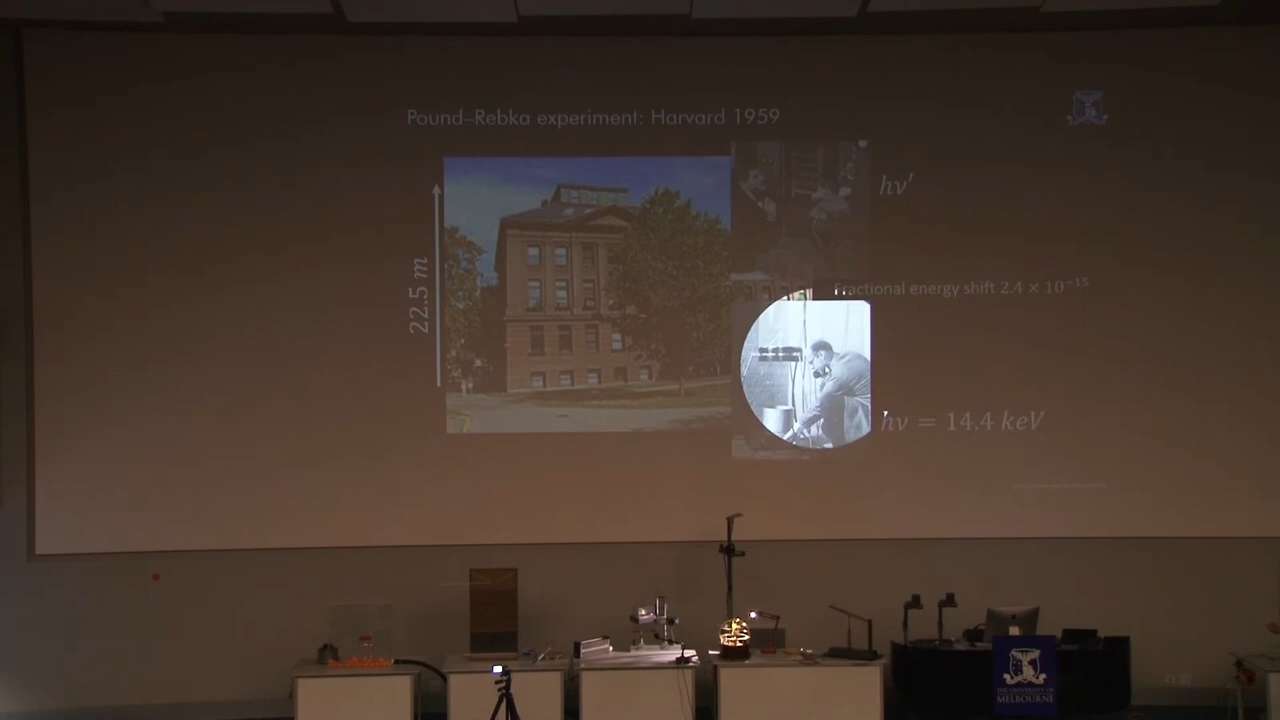 Pound–Rebka experiment: Harvard 1959
hν′
22.5 m
Fractional energy shift 2.4 × 10⁻¹⁵
hν = 14.4 keV
THE UNIVERSITY OF
MELBOURNE